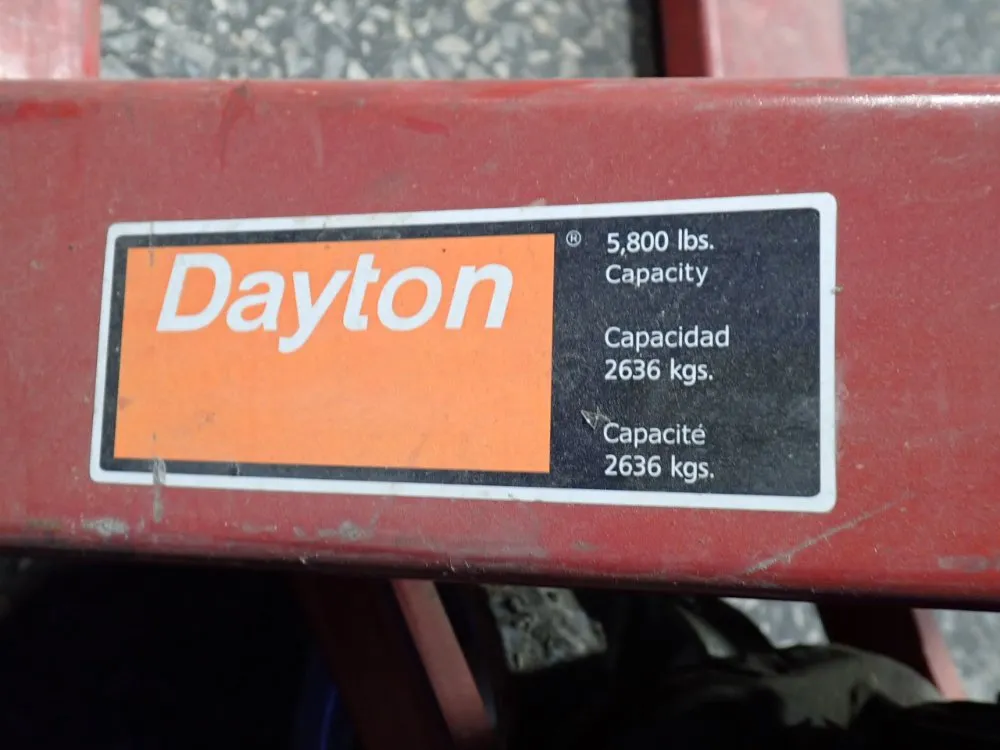 Dayton
®
5,800 lbs.
Capacity
Capacidad
2636 kgs.
Capacité
2636 kgs.